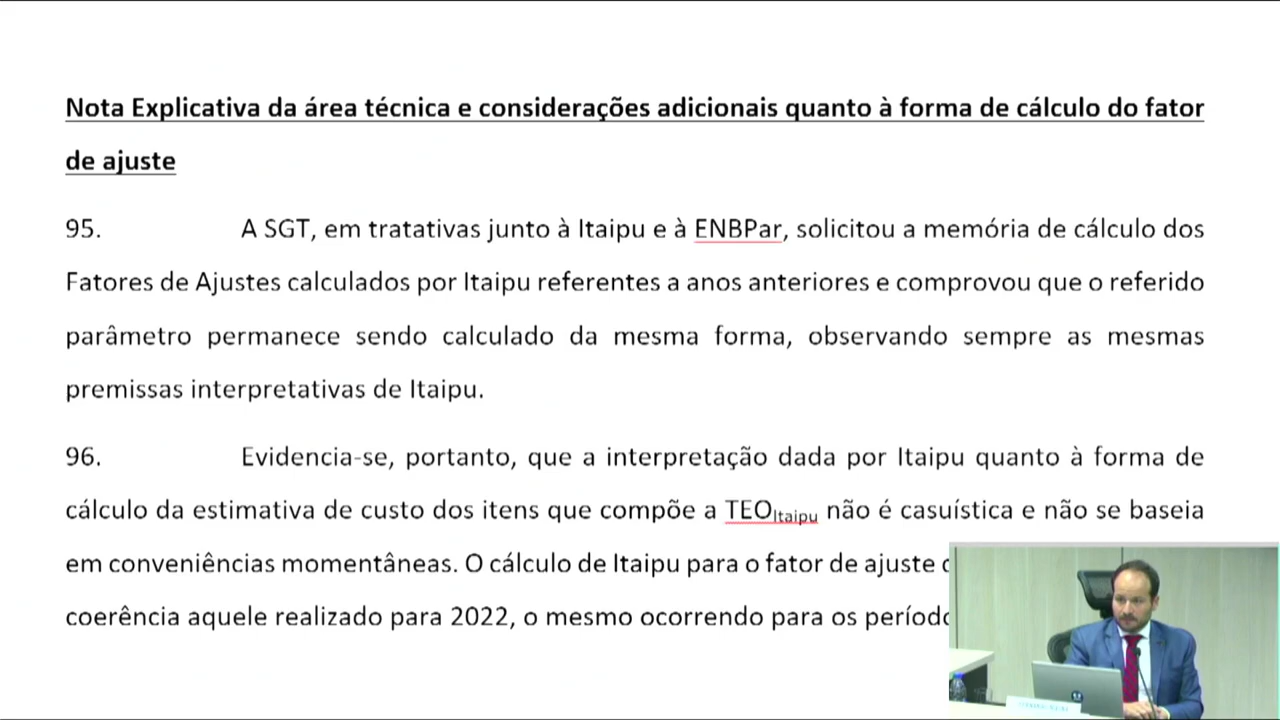 Nota Explicativa da área técnica e considerações adicionais quanto à forma de cálculo do fator
de ajuste
95. A SGT, em tratativas junto à Itaipu e à ENBPar, solicitou a memória de cálculo dos
Fatores de Ajustes calculados por Itaipu referentes a anos anteriores e comprovou que o referido
parâmetro permanece sendo calculado da mesma forma, observando sempre as mesmas
premissas interpretativas de Itaipu.
96. Evidencia-se, portanto, que a interpretação dada por Itaipu quanto à forma de
cálculo da estimativa de custo dos itens que compõe a TEOItaipu não é casuística e não se baseia
em conveniências momentâneas. O cálculo de Itaipu para o fator de ajuste
coerência aquele realizado para 2022, o mesmo ocorrendo para os